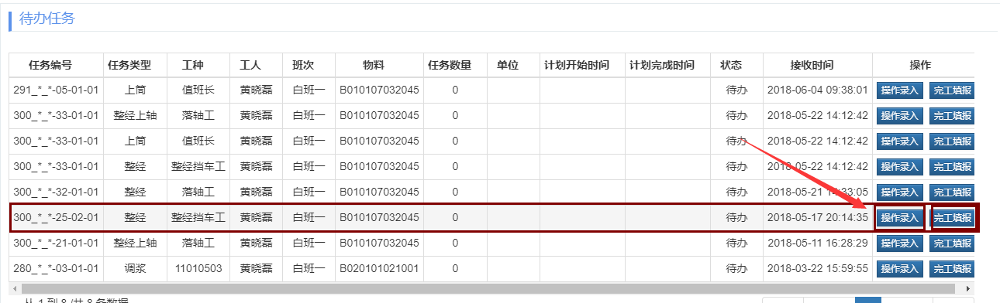 待办任务
任务编号 任务类型 工种 工人 班次 物料 任务数量 单位 计划开始时间 计划完成时间 状态 接收时间 操作
291_*_*-05-01-01 上筒 值班长 黄晓磊 白班一 B010107032045 0 待办 2018-06-04 09:38:01 操作录入 完工填报
300_*_*-33-01-01 整经上轴 落轴工 黄晓磊 白班一 B010107032045 0 待办 2018-05-22 14:12:42 操作录入 完工填报
300_*_*-33-01-01 上筒 值班长 黄晓磊 白班一 B010107032045 0 待办 2018-05-22 14:12:42 操作录入 完工填报
300_*_*-33-01-01 整经 整经挡车工 黄晓磊 白班一 B010107032045 0 待办 2018-05-22 14:12:42 操作录入 完工填报
300_*_*-32-01-01 整经 落轴工 黄晓磊 白班一 B010107032045 0 待办 2018-05-21 :33:05 操作录入 完工填报
300_*_*-25-02-01 整经 整经挡车工 黄晓磊 白班一 B010107032045 0 待办 2018-05-17 20:14:35 操作录入 完工填报
300_*_*-21-01-01 整经上轴 落轴工 黄晓磊 白班一 B010107032045 0 待办 2018-05-11 16:28:29 操作录入 完工填报
280_*_*-03-01-01 调浆 11010503 黄晓磊 白班一 B020101021001 0 待办 2018-03-22 15:59:55 操作录入 完工填报
从 1 到 8 /共 8 条数据